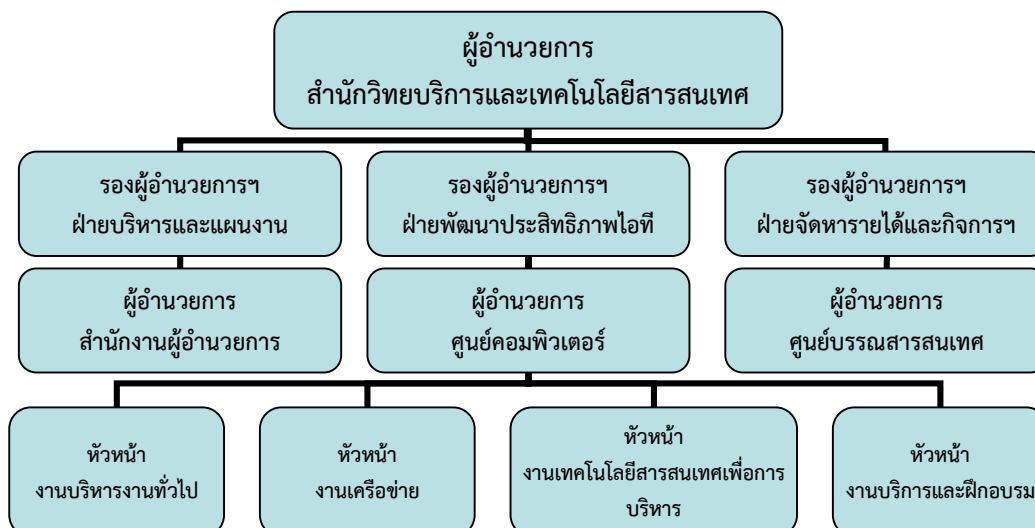 ผู้อำนวยการ
สำนักวิทยบริการและเทคโนโลยีสารสนเทศ
รองผู้อำนวยการฯ
ฝ่ายบริหารและแผนงาน
รองผู้อำนวยการฯ
ฝ่ายพัฒนาประสิทธิภาพไอที
รองผู้อำนวยการฯ
ฝ่ายจัดหารายได้และกิจการฯ
ผู้อำนวยการ
สำนักงานผู้อำนวยการ
ผู้อำนวยการ
ศูนย์คอมพิวเตอร์
ผู้อำนวยการ
ศูนย์บรรณสารสนเทศ
หัวหน้า
งานบริหารงานทั่วไป
หัวหน้า
งานเครือข่าย
หัวหน้า
งานเทคโนโลยีสารสนเทศเพื่อการ
บริหาร
หัวหน้า
งานบริการและฝึกอบรม